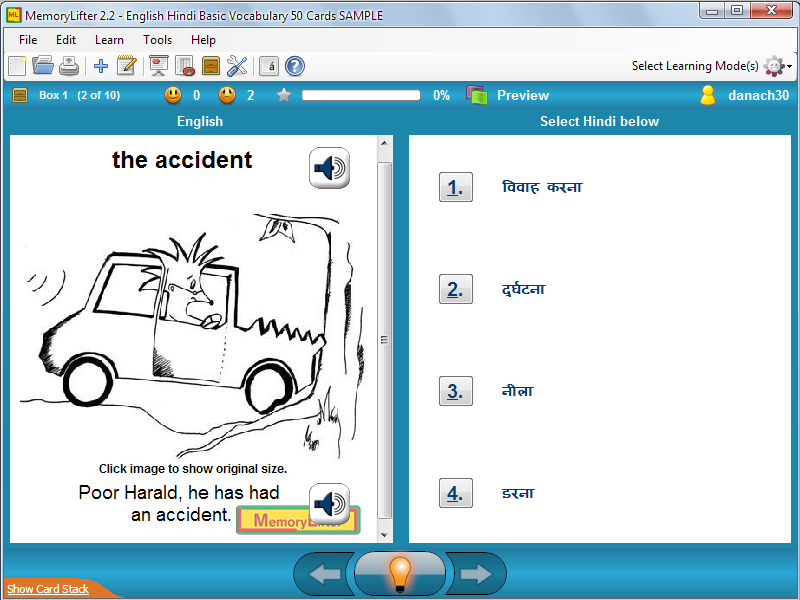 MemoryLifter 2.2 - English Hindi Basic Vocabulary 50 Cards SAMPLE
File Edit Learn Tools Help
Select Learning Mode(s)
Box 1 (2 of 10) 0 2 0% Preview danach30
English
Select Hindi below
the accident
Click image to show original size.
Poor Harald, he has had
an accident.
1. विवाह करना
2. दुर्घटना
3. नीला
4. डरना
Show Card Stack